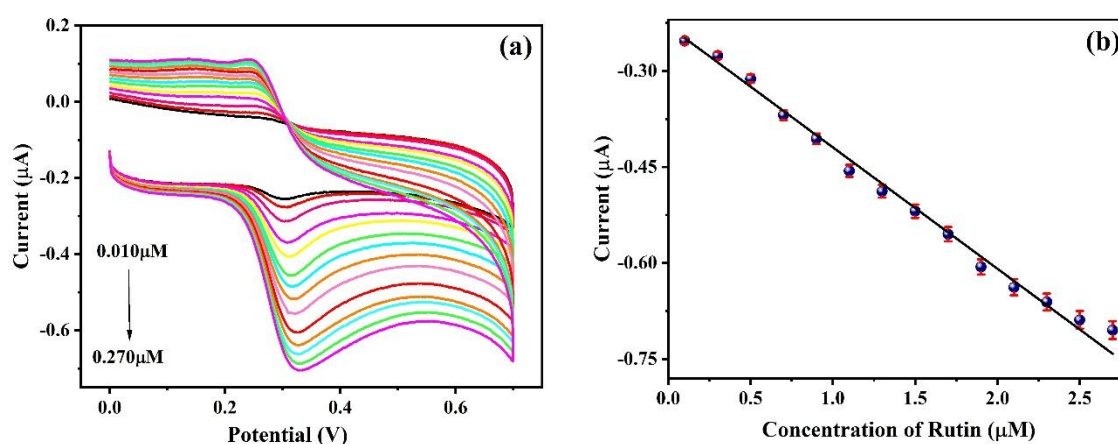 (a)
0.2
0.0
-0.2
-0.4
-0.6
Current (μA)
0.010μM
0.270μM
0.0
0.2
0.4
0.6
Potential (V)
(b)
-0.30
-0.45
-0.60
-0.75
Current (μA)
0.0
0.5
1.0
1.5
2.0
2.5
Concentration of Rutin (μM)